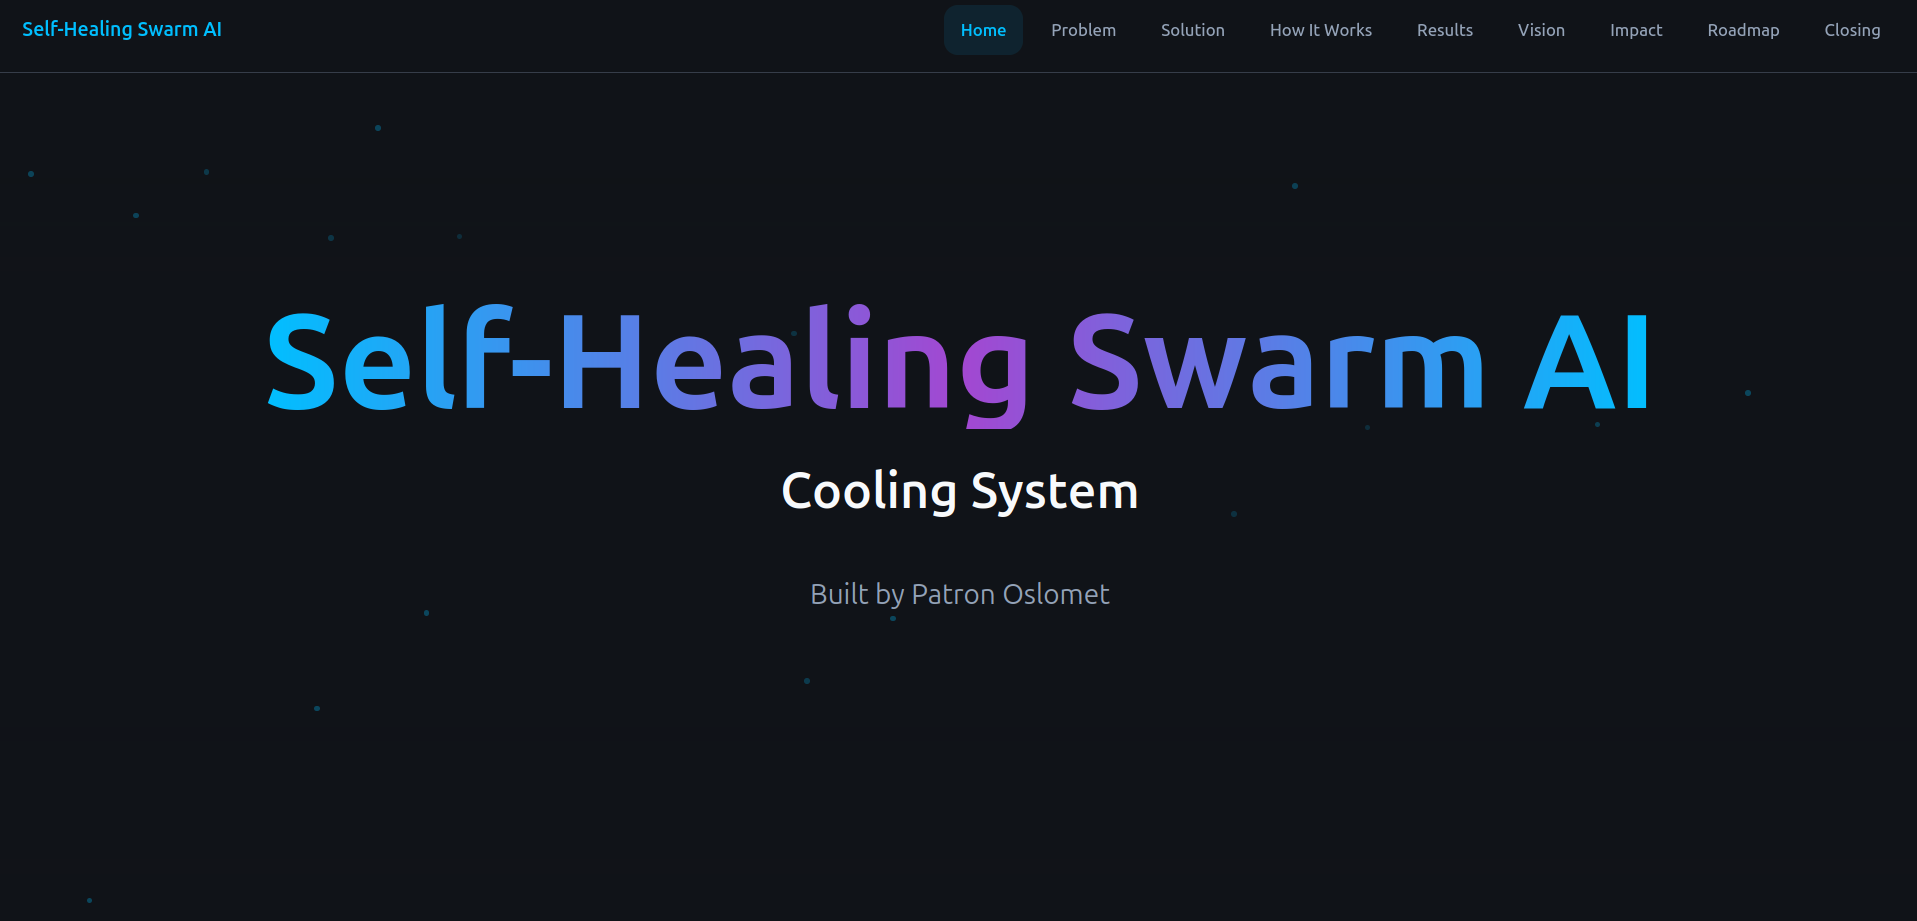 Self-Healing Swarm AI
Home Problem Solution How It Works Results Vision Impact Roadmap Closing
Self-Healing Swarm AI
Cooling System
Built by Patron Oslomet